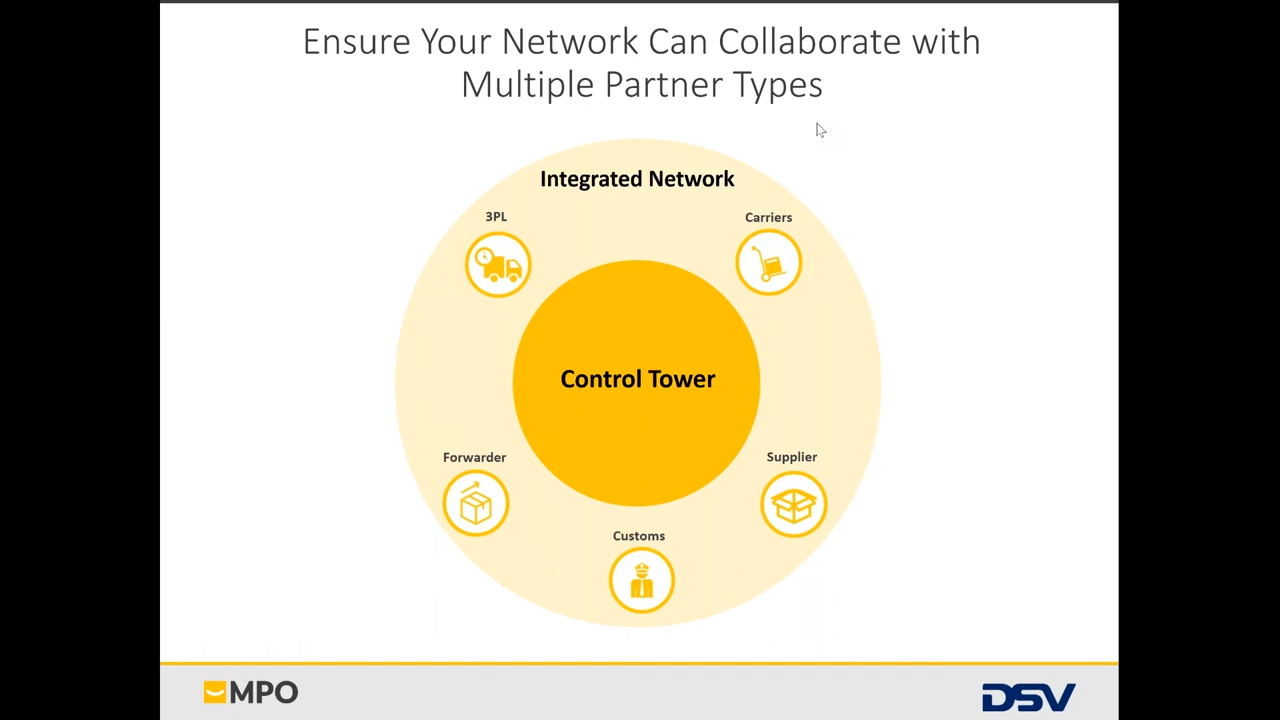 Ensure Your Network Can Collaborate with
Multiple Partner Types
Integrated Network
3PL
Carriers
Control Tower
Forwarder
Supplier
Customs
MPO
DSV